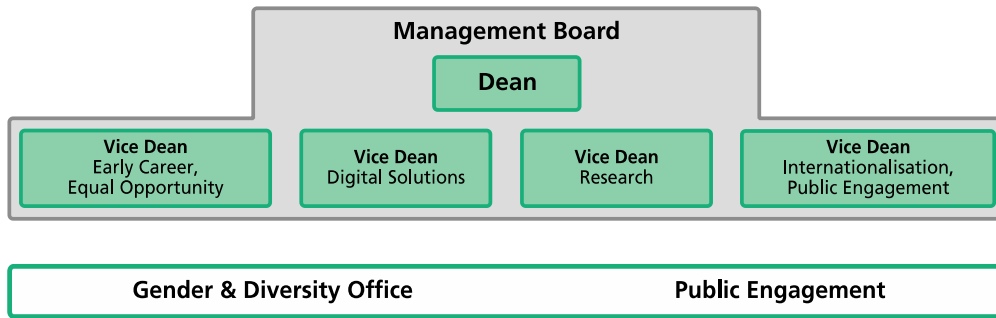 Management Board
Dean
Vice Dean
Early Career,
Equal Opportunity
Vice Dean
Digital Solutions
Vice Dean
Research
Vice Dean
Internationalisation,
Public Engagement
Gender & Diversity Office
Public Engagement